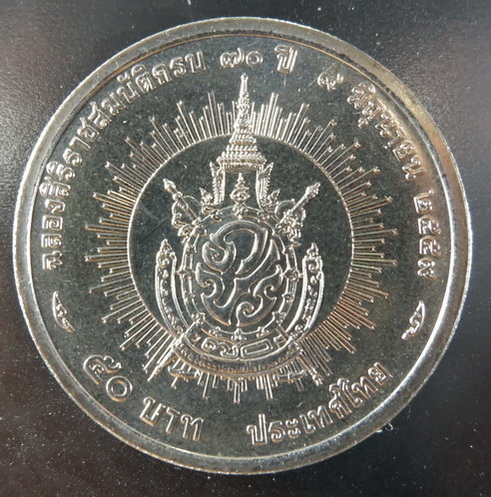 ฉลองสิริราชสมบัติครบ ๗๐ ปี ๙ มิถุนายน ๒๕๕๙
๕๐ บาท ประเทศไทย